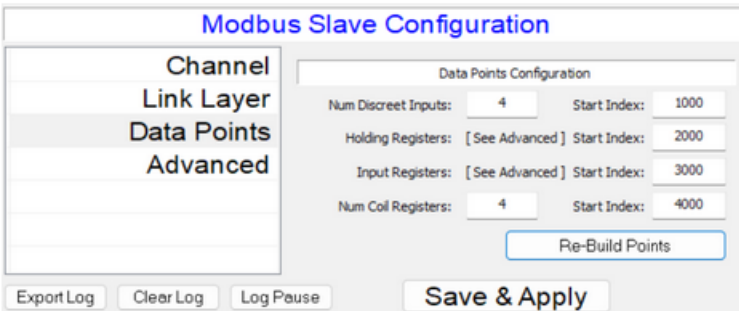 Modbus Slave Configuration
Channel
Link Layer
Data Points
Advanced
Data Points Configuration
Num Discreet Inputs: 4 Start Index: 1000
Holding Registers: [ See Advanced ] Start Index: 2000
Input Registers: [ See Advanced ] Start Index: 3000
Num Coil Registers: 4 Start Index: 4000
Re-Build Points
Export Log Clear Log Log Pause Save & Apply